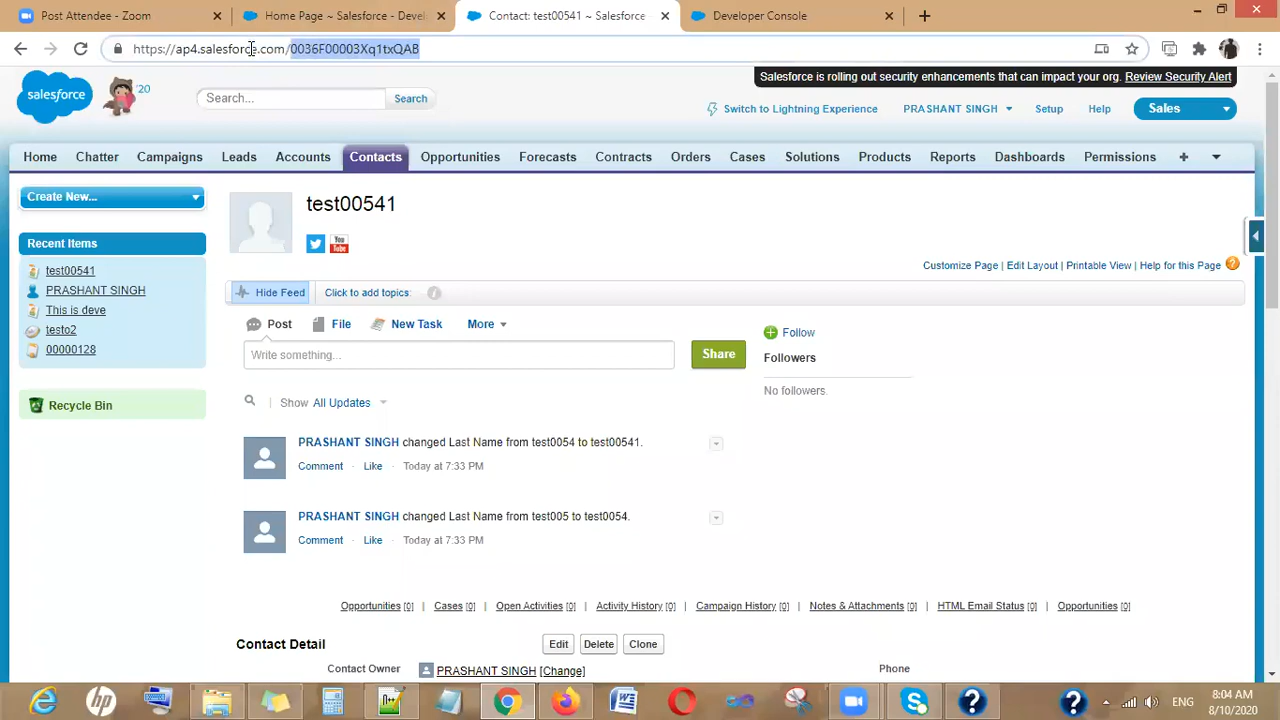 Post Attendee - Zoom
Home Page ~ Salesforce - Devel
Contact: test00541 ~ Salesforce
Developer Console
https://ap4.salesforce.com/0036F00003Xq1txQAB
salesforce
'20
Search...
Search
Salesforce is rolling out security enhancements that can impact your org. Review Security Alert
Switch to Lightning Experience
PRASHANT SINGH
Setup
Help
Sales
Home
Chatter
Campaigns
Leads
Accounts
Contacts
Opportunities
Forecasts
Contracts
Orders
Cases
Solutions
Products
Reports
Dashboards
Permissions
+
Create New...
Recent Items
test00541
PRASHANT SINGH
This is deve
testo2
00000128
Recycle Bin
test00541
You Tube
Customize Page | Edit Layout | Printable View | Help for this Page
Hide Feed
Click to add topics:
Post
File
New Task
More
Write something...
Share
Follow
Followers
No followers.
Show All Updates
PRASHANT SINGH changed Last Name from test0054 to test00541.
Comment · Like · Today at 7:33 PM
PRASHANT SINGH changed Last Name from test005 to test0054.
Comment · Like · Today at 7:33 PM
Opportunities [0] | Cases [0] | Open Activities [0] | Activity History [0] | Campaign History [0] | Notes & Attachments [0] | HTML Email Status [0] | Opportunities [0]
Contact Detail
Edit
Delete
Clone
Contact Owner
PRASHANT SINGH [Change]
Phone
ENG
8:04 AM
8/10/2020